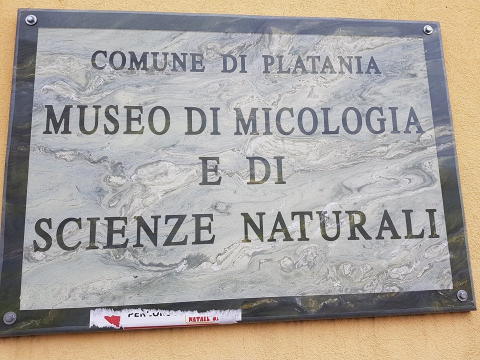 COMUNE DI PLATANIA
MUSEO DI MICOLOGIA
E DI
SCIENZE NATURALI